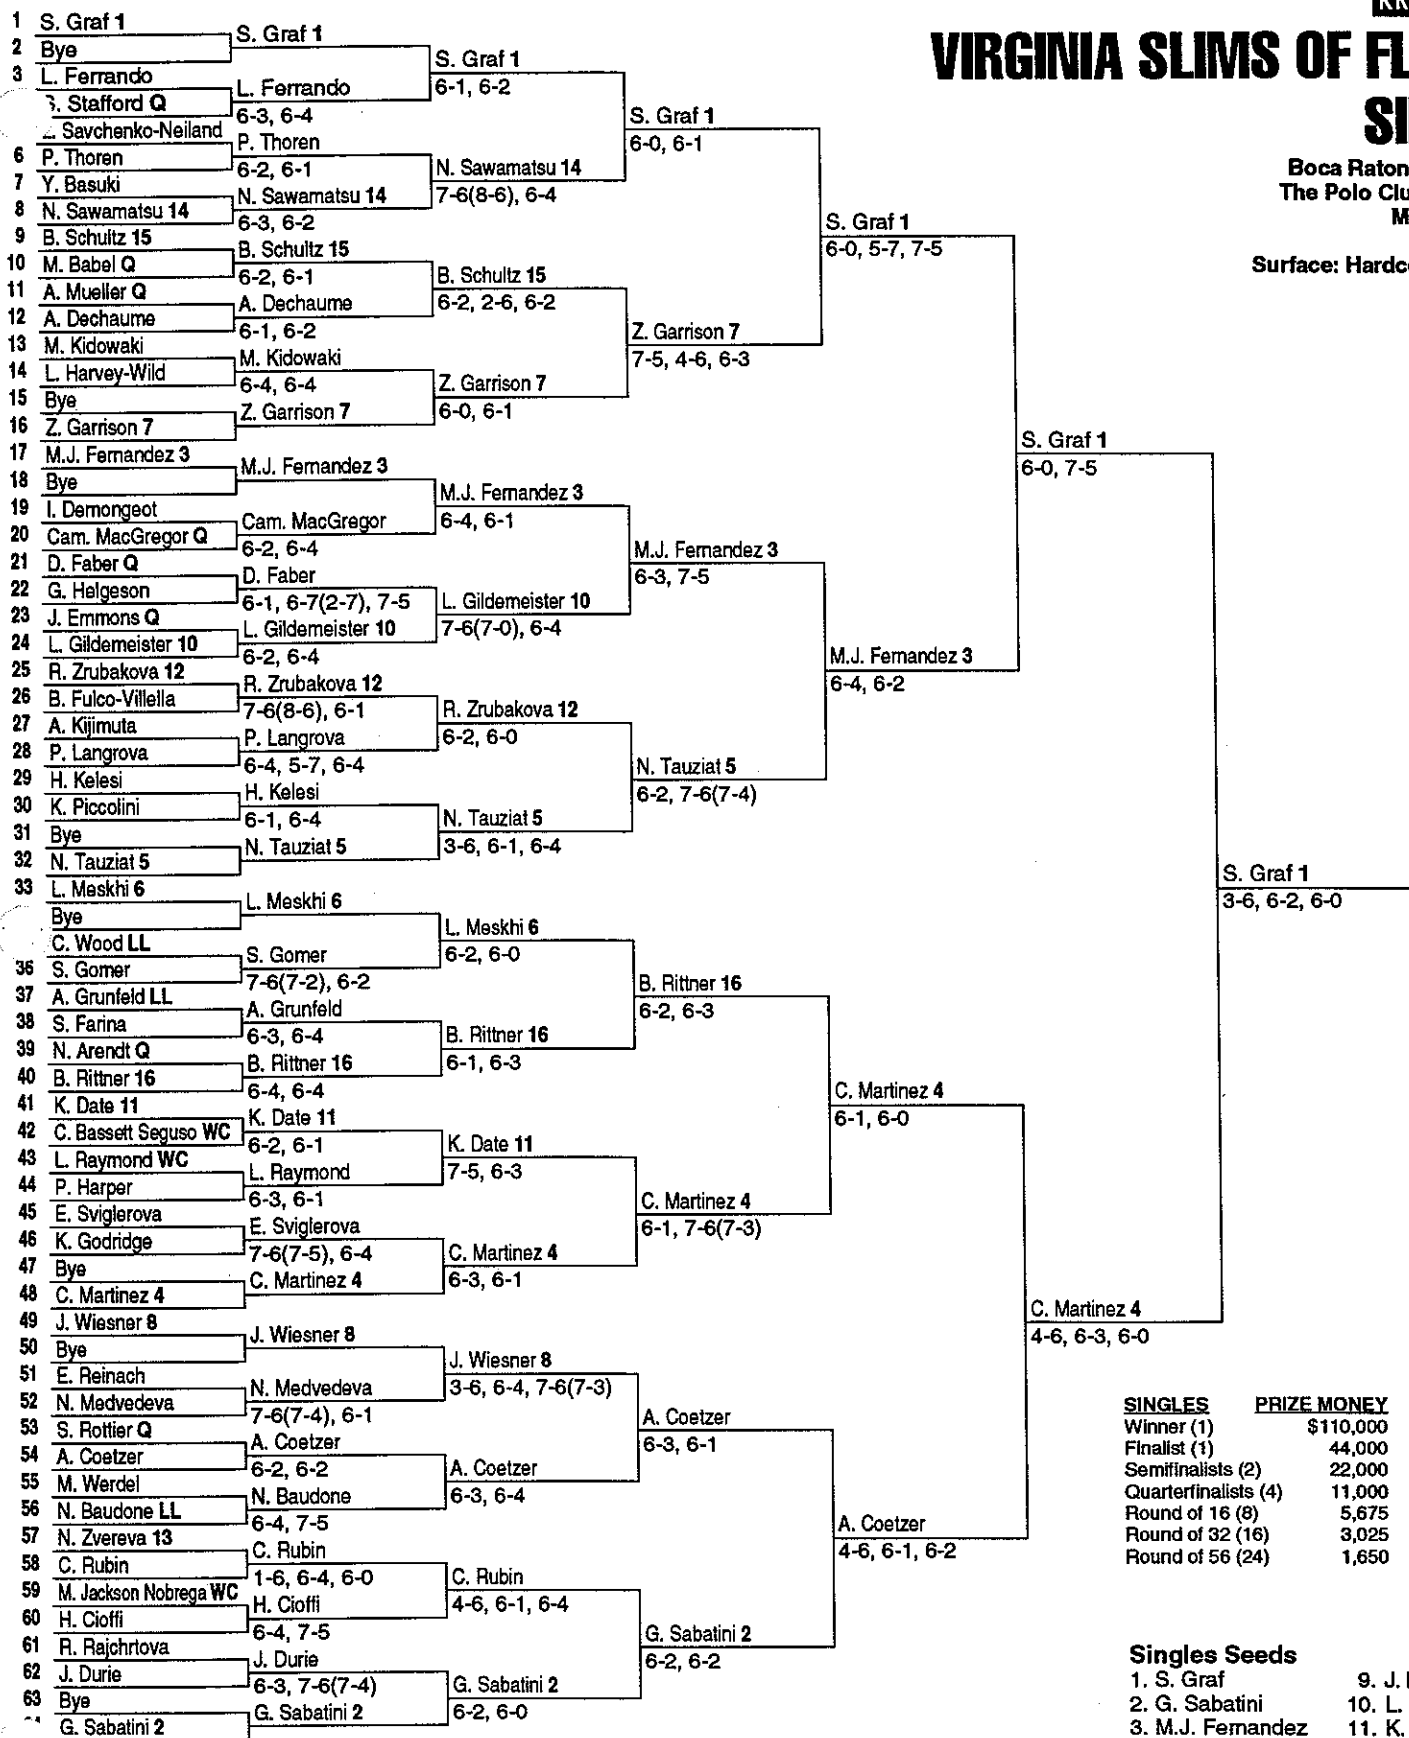 VIRGINIA SLIMS OF FL
SI
Boca Raton
The Polo Clu
M
Surface: Hardc
1 S. Graf 1
2 Bye
3 L. Ferrando
S. Stafford Q
L. Savchenko-Neiland
6 P. Thoren
7 Y. Basuki
8 N. Sawamatsu 14
9 B. Schultz 15
10 M. Babel Q
11 A. Mueller Q
12 A. Dechaume
13 M. Kidowaki
14 L. Harvey-Wild
15 Bye
16 Z. Garrison 7
17 M.J. Fernandez 3
18 Bye
19 I. Demongeot
20 Cam. MacGregor Q
21 D. Faber Q
22 G. Helgeson
23 J. Emmons Q
24 L. Gildemeister 10
25 R. Zrubakova 12
26 B. Fulco-Villella
27 A. Kijimuta
28 P. Langrova
29 H. Kelesi
30 K. Piccolini
31 Bye
32 N. Tauziat 5
33 L. Meskhi 6
Bye
C. Wood LL
36 S. Gomer
37 A. Grunfeld LL
38 S. Farina
39 N. Arendt Q
40 B. Rittner 16
41 K. Date 11
42 C. Bassett Seguso WC
43 L. Raymond WC
44 P. Harper
45 E. Sviglerova
46 K. Godridge
47 Bye
48 C. Martinez 4
49 J. Wiesner 8
50 Bye
51 E. Reinach
52 N. Medvedeva
53 S. Rottier Q
54 A. Coetzer
55 M. Werdel
56 N. Baudone LL
57 N. Zvereva 13
58 C. Rubin
59 M. Jackson Nobrega WC
60 H. Cioffi
61 R. Rajchrtova
62 J. Durie
63 Bye
G. Sabatini 2
S. Graf 1
L. Ferrando
6-3, 6-4
P. Thoren
6-2, 6-1
N. Sawamatsu 14
6-3, 6-2
B. Schultz 15
6-2, 6-1
A. Dechaume
6-1, 6-2
M. Kidowaki
6-4, 6-4
Z. Garrison 7
M.J. Fernandez 3
Cam. MacGregor
6-2, 6-4
D. Faber
6-1, 6-7(2-7), 7-5
L. Gildemeister 10
6-2, 6-4
R. Zrubakova 12
7-6(8-6), 6-1
P. Langrova
6-4, 5-7, 6-4
H. Kelesi
6-1, 6-4
N. Tauziat 5
L. Meskhi 6
S. Gomer
7-6(7-2), 6-2
A. Grunfeld
6-3, 6-4
B. Rittner 16
6-4, 6-4
K. Date 11
6-2, 6-1
L. Raymond
6-3, 6-1
E. Sviglerova
7-6(7-5), 6-4
C. Martinez 4
J. Wiesner 8
N. Medvedeva
7-6(7-4), 6-1
A. Coetzer
6-2, 6-2
N. Baudone
6-4, 7-5
C. Rubin
1-6, 6-4, 6-0
H. Cioffi
6-4, 7-5
J. Durie
6-3, 7-6(7-4)
G. Sabatini 2
S. Graf 1
6-1, 6-2
N. Sawamatsu 14
7-6(8-6), 6-4
B. Schultz 15
6-2, 2-6, 6-2
Z. Garrison 7
6-0, 6-1
M.J. Fernandez 3
6-4, 6-1
L. Gildemeister 10
7-6(7-0), 6-4
R. Zrubakova 12
6-2, 6-0
N. Tauziat 5
3-6, 6-1, 6-4
L. Meskhi 6
6-2, 6-0
B. Rittner 16
6-1, 6-3
K. Date 11
7-5, 6-3
C. Martinez 4
6-3, 6-1
J. Wiesner 8
3-6, 6-4, 7-6(7-3)
A. Coetzer
6-3, 6-4
C. Rubin
4-6, 6-1, 6-4
G. Sabatini 2
6-2, 6-0
S. Graf 1
6-0, 6-1
Z. Garrison 7
7-5, 4-6, 6-3
M.J. Fernandez 3
6-3, 7-5
N. Tauziat 5
6-2, 7-6(7-4)
B. Rittner 16
6-2, 6-3
C. Martinez 4
6-1, 7-6(7-3)
A. Coetzer
6-3, 6-1
G. Sabatini 2
6-2, 6-2
S. Graf 1
6-0, 5-7, 7-5
M.J. Fernandez 3
6-4, 6-2
C. Martinez 4
6-1, 6-0
A. Coetzer
4-6, 6-1, 6-2
S. Graf 1
6-0, 7-5
C. Martinez 4
4-6, 6-3, 6-0
S. Graf 1
3-6, 6-2, 6-0
SINGLES PRIZE MONEY
Winner (1) $110,000
Finalist (1) 44,000
Semifinalists (2) 22,000
Quarterfinalists (4) 11,000
Round of 16 (8) 5,675
Round of 32 (16) 3,025
Round of 56 (24) 1,650
Singles Seeds
1. S. Graf 9. J.
2. G. Sabatini 10. L.
3. M.J. Fernandez 11. K.